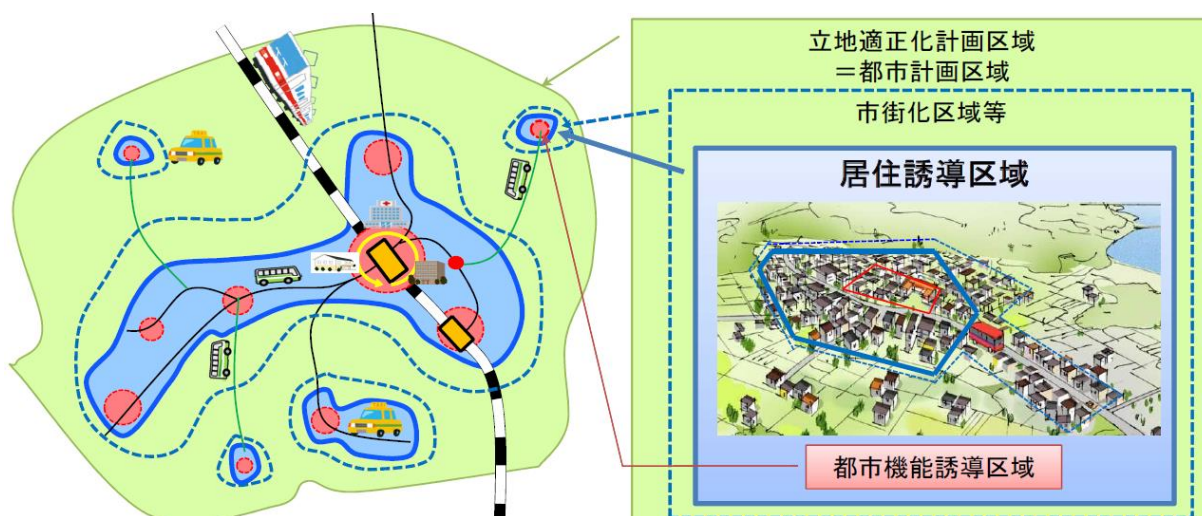 立地適正化計画区域
＝都市計画区域
市街化区域等
居住誘導区域
都市機能誘導区域